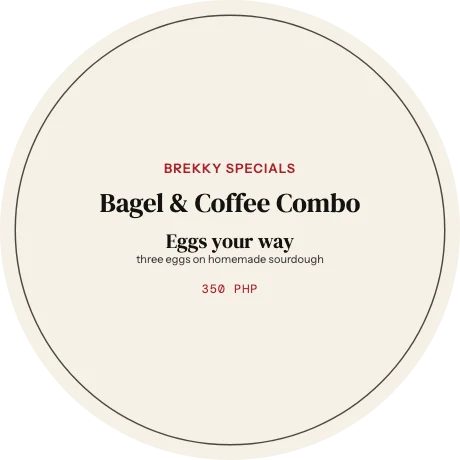 BREKKY SPECIALS
Bagel & Coffee Combo
Eggs your way
three eggs on homemade sourdough
350 PHP